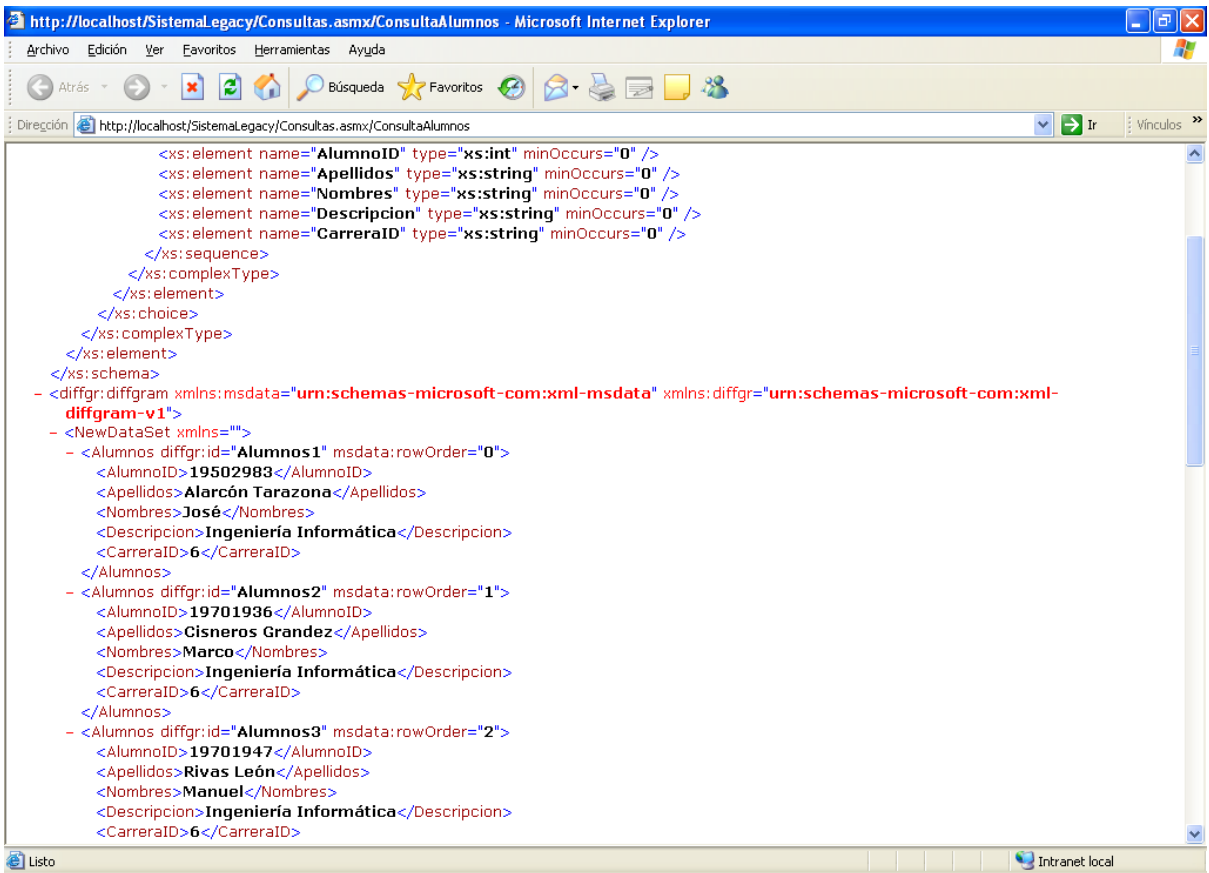 http://localhost/SistemaLegacy/Consultas.asmx/ConsultaAlumnos - Microsoft Internet Explorer
Archivo Edición Ver Favoritos Herramientas Ayuda
Atrás Búsqueda Favoritos
Dirección http://localhost/SistemaLegacy/Consultas.asmx/ConsultaAlumnos Ir Vínculos »
<xs:element name="AlumnoID" type="xs:int" minOccurs="0" />
<xs:element name="Apellidos" type="xs:string" minOccurs="0" />
<xs:element name="Nombres" type="xs:string" minOccurs="0" />
<xs:element name="Descripcion" type="xs:string" minOccurs="0" />
<xs:element name="CarreraID" type="xs:string" minOccurs="0" />
</xs:sequence>
</xs:complexType>
</xs:element>
</xs:choice>
</xs:complexType>
</xs:element>
</xs:schema>
- <diffgr:diffgram xmlns:msdata="urn:schemas-microsoft-com:xml-msdata" xmlns:diffgr="urn:schemas-microsoft-com:xml-
diffgram-v1">
- <NewDataSet xmlns="">
- <Alumnos diffgr:id="Alumnos1" msdata:rowOrder="0">
<AlumnoID>19502983</AlumnoID>
<Apellidos>Alarcón Tarazona</Apellidos>
<Nombres>José</Nombres>
<Descripcion>Ingeniería Informática</Descripcion>
<CarreraID>6</CarreraID>
</Alumnos>
- <Alumnos diffgr:id="Alumnos2" msdata:rowOrder="1">
<AlumnoID>19701936</AlumnoID>
<Apellidos>Cisneros Grandez</Apellidos>
<Nombres>Marco</Nombres>
<Descripcion>Ingeniería Informática</Descripcion>
<CarreraID>6</CarreraID>
</Alumnos>
- <Alumnos diffgr:id="Alumnos3" msdata:rowOrder="2">
<AlumnoID>19701947</AlumnoID>
<Apellidos>Rivas León</Apellidos>
<Nombres>Manuel</Nombres>
<Descripcion>Ingeniería Informática</Descripcion>
<CarreraID>6</CarreraID>
Listo Intranet local